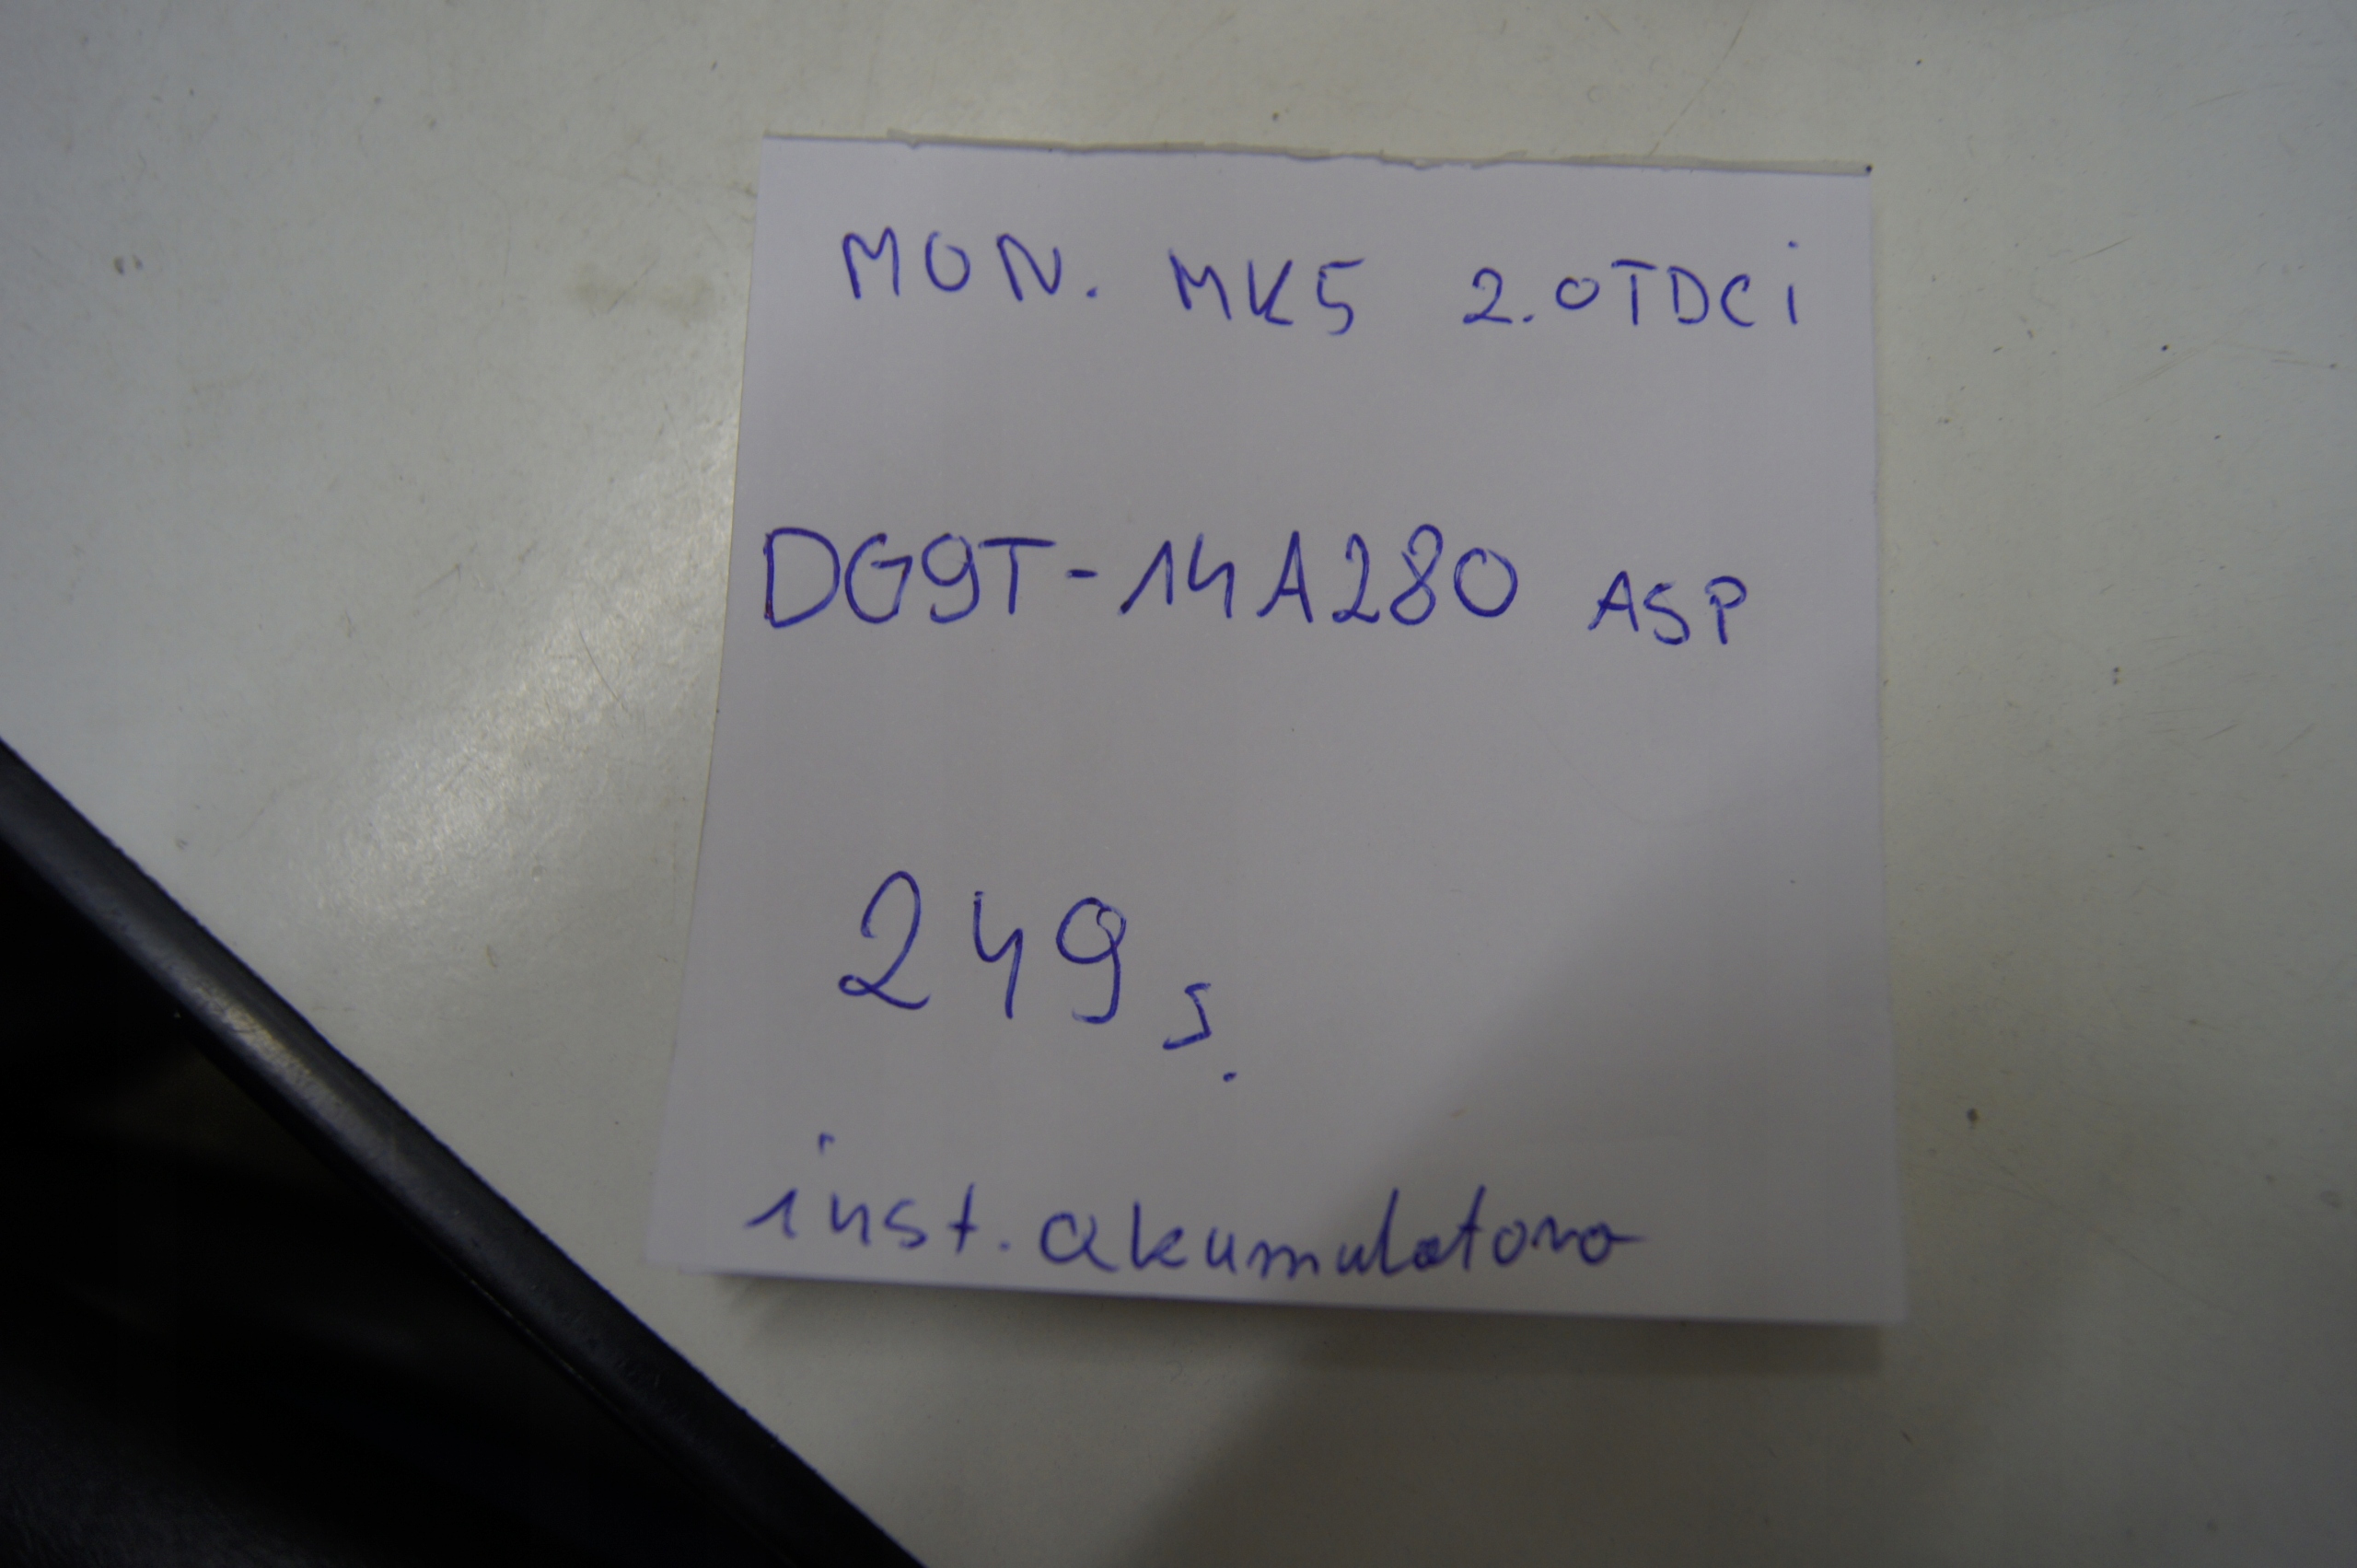 MON. MK5 2.0TDCi
DG9T-14A280 ASP
249 s.
inst. akumulatora